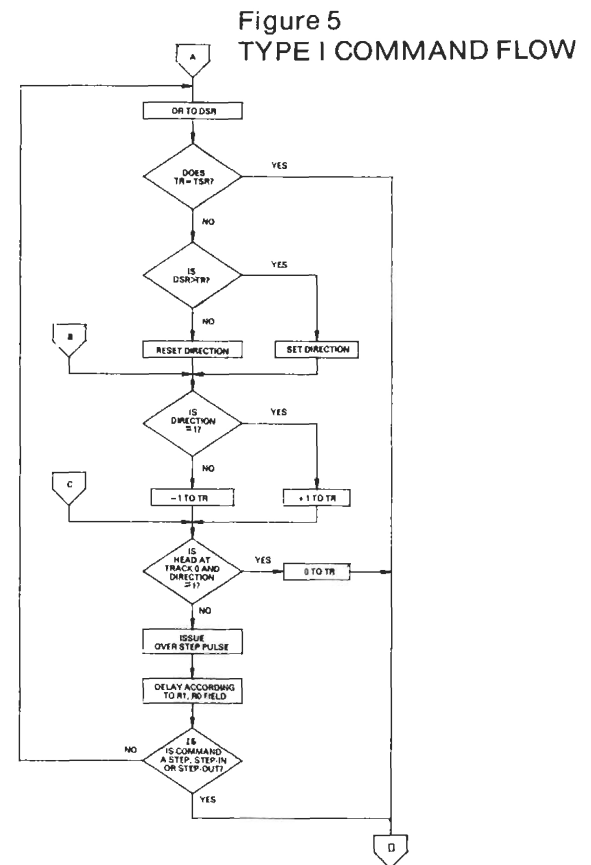 Figure 5
TYPE I COMMAND FLOW
A
DR TO DSR
DOES
TR=TSR?
YES
NO
IS
DSR>TR?
YES
NO
B
RESET DIRECTION
SET DIRECTION
IS
DIRECTION
=1?
YES
NO
C
-1 TO TR
+1 TO TR
IS
HEAD AT
TRACK 0 AND
DIRECTION
=1?
YES
0 TO TR
NO
ISSUE
OVER STEP PULSE
DELAY ACCORDING
TO R1, R0 FIELD
IS
IS COMMAND
A STEP, STEP-IN
OR STEP-OUT?
NO
YES
D